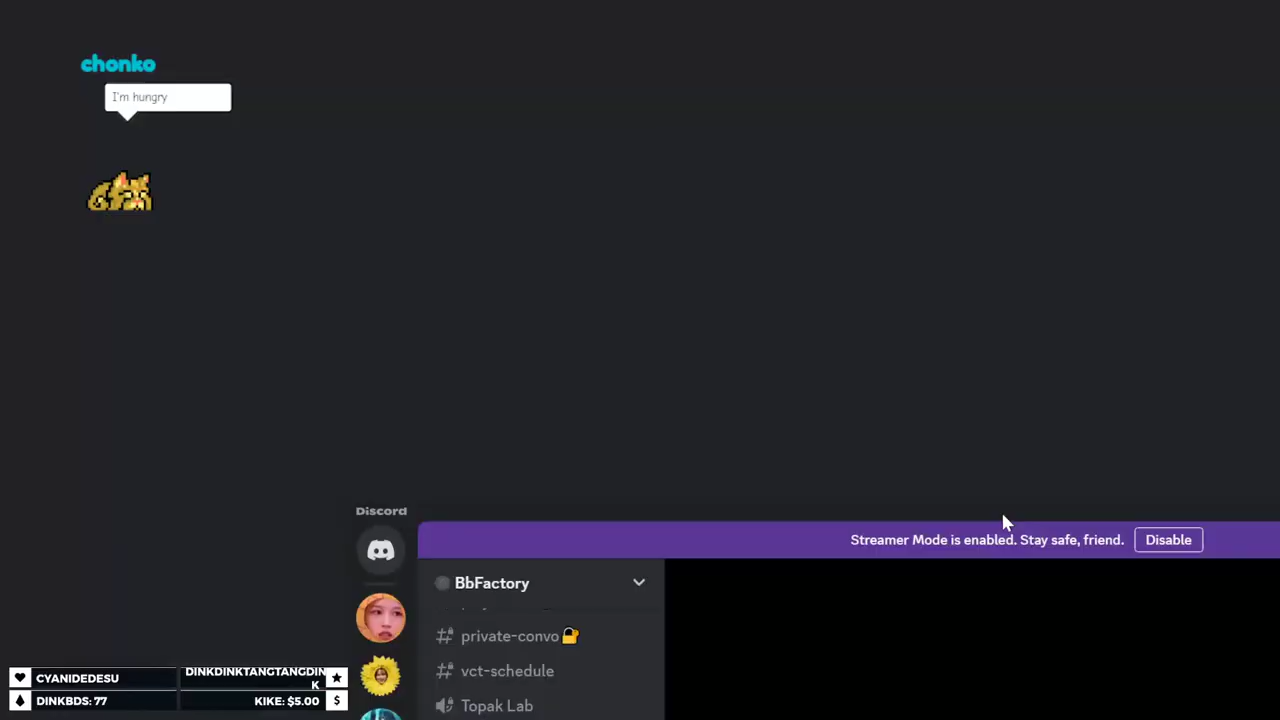 chonko
I'm hungry
Discord
Streamer Mode is enabled. Stay safe, friend.
Disable
BbFactory
private-convo
vct-schedule
Topak Lab
CYANIDEDESU
DINKDINKTANGTANGDIN
K
DINKBDS: 77
KIKE: $5.00